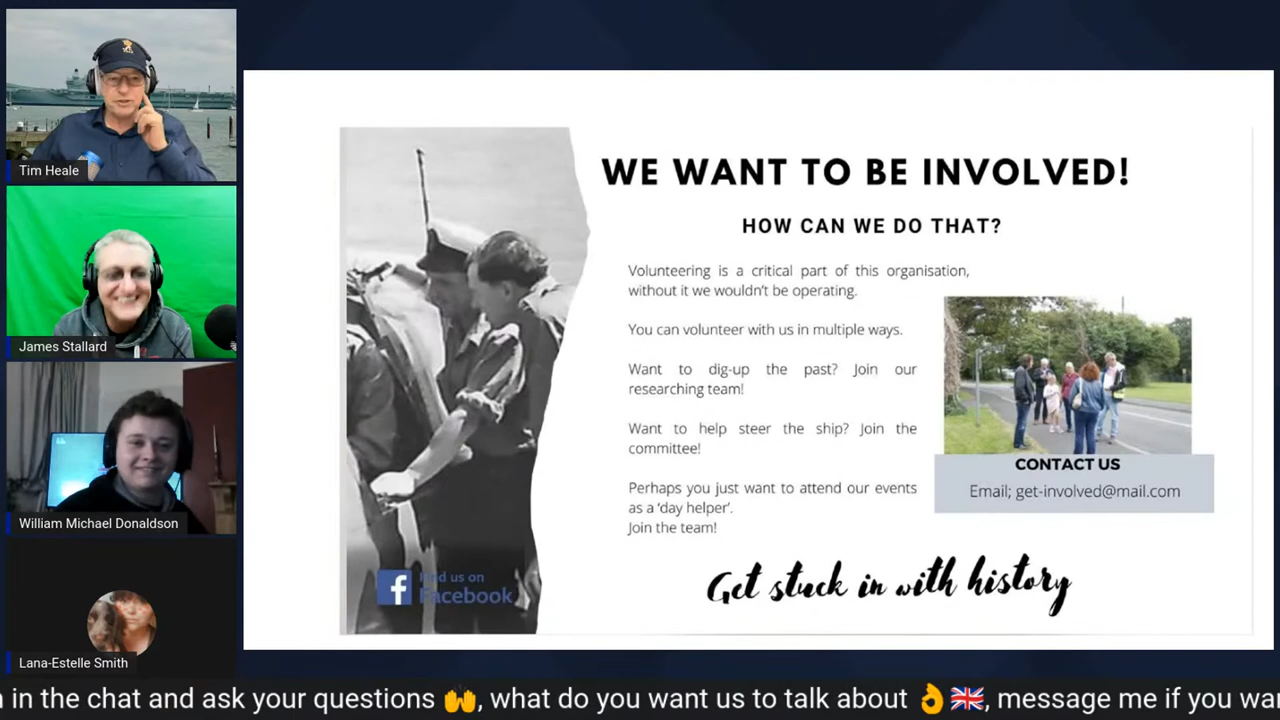 Tim Heale
James Stallard
William Michael Donaldson
Lana-Estelle Smith
WE WANT TO BE INVOLVED!
HOW CAN WE DO THAT?
Volunteering is a critical part of this organisation,
without it we wouldn't be operating.
You can volunteer with us in multiple ways.
Want to dig-up the past? Join our
researching team!
Want to help steer the ship? Join the
committee!
Perhaps you just want to attend our events
as a 'day helper'.
Join the team!
CONTACT US
Email; get-involved@mail.com
Find us on
Facebook
Get stuck in with history
in the chat and ask your questions 🙌, what do you want us to talk about 👌🇬🇧, message me if you